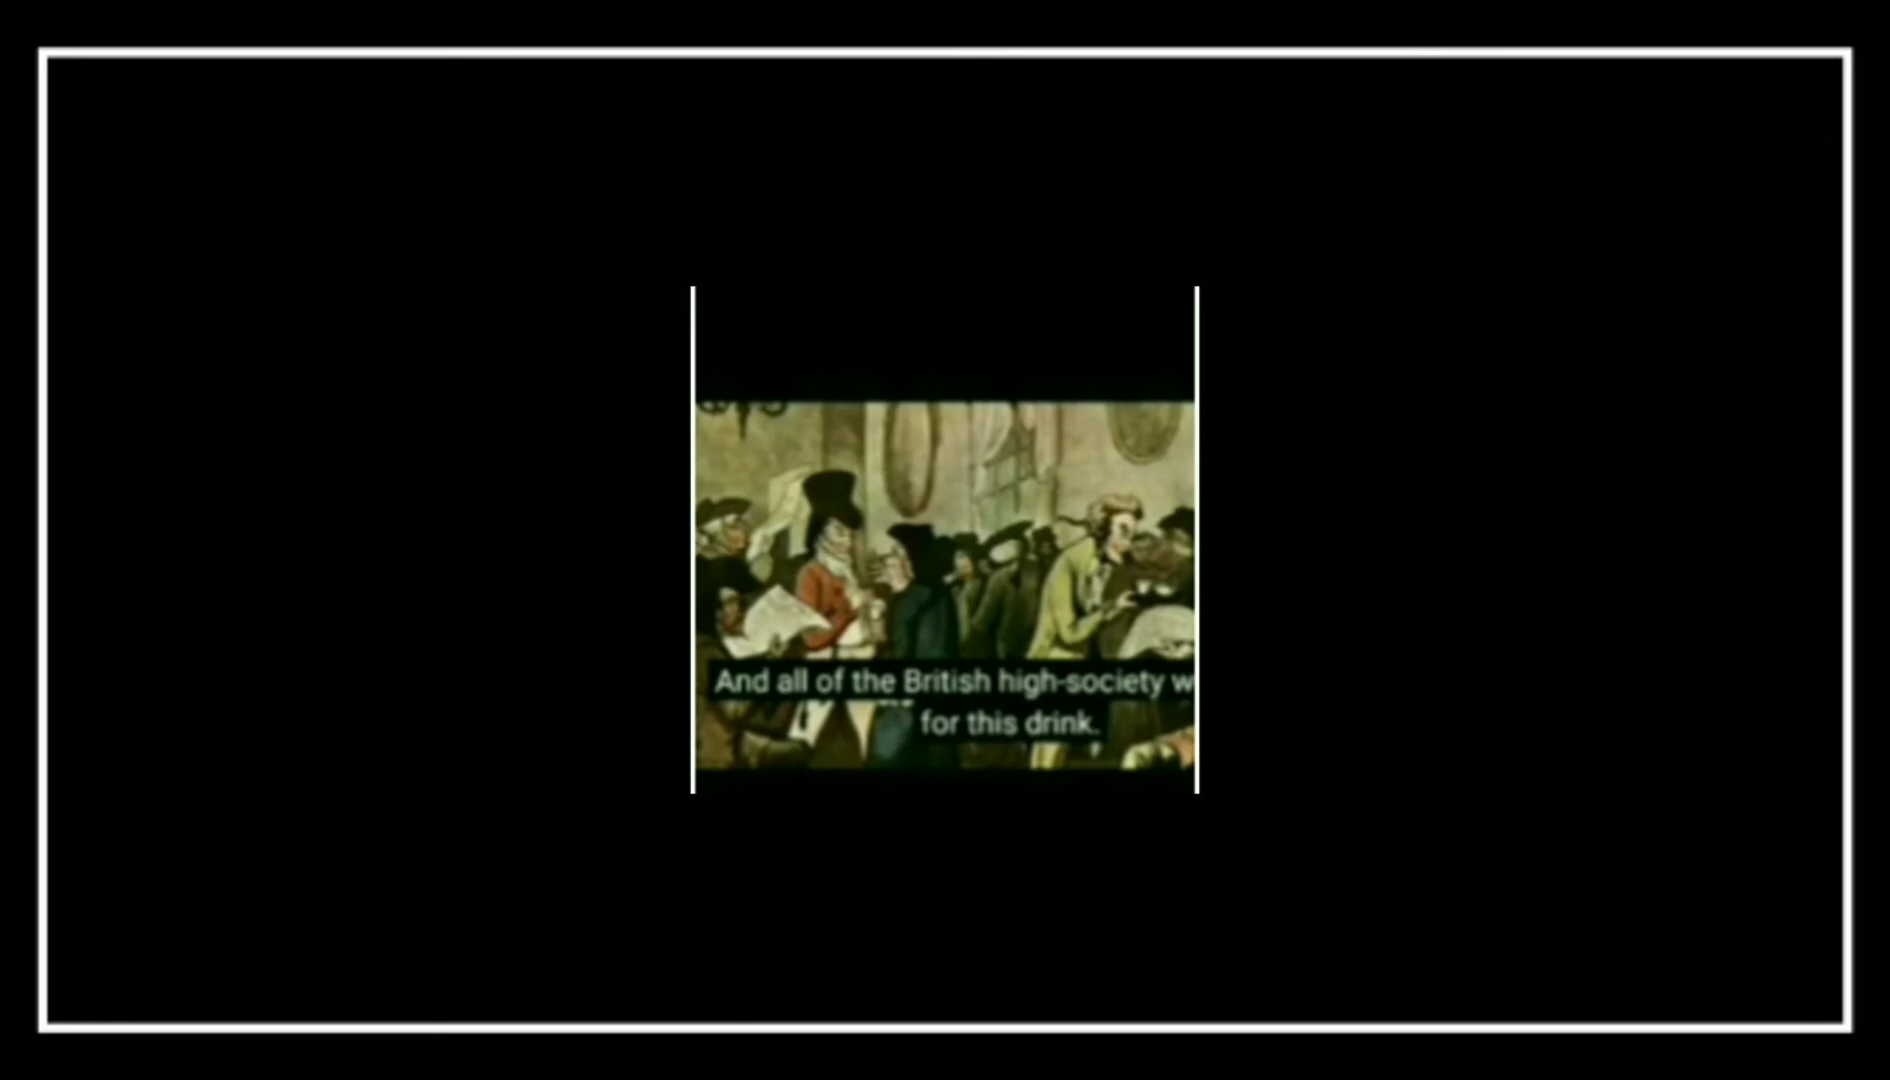 And all of the British high-society
for this drink.